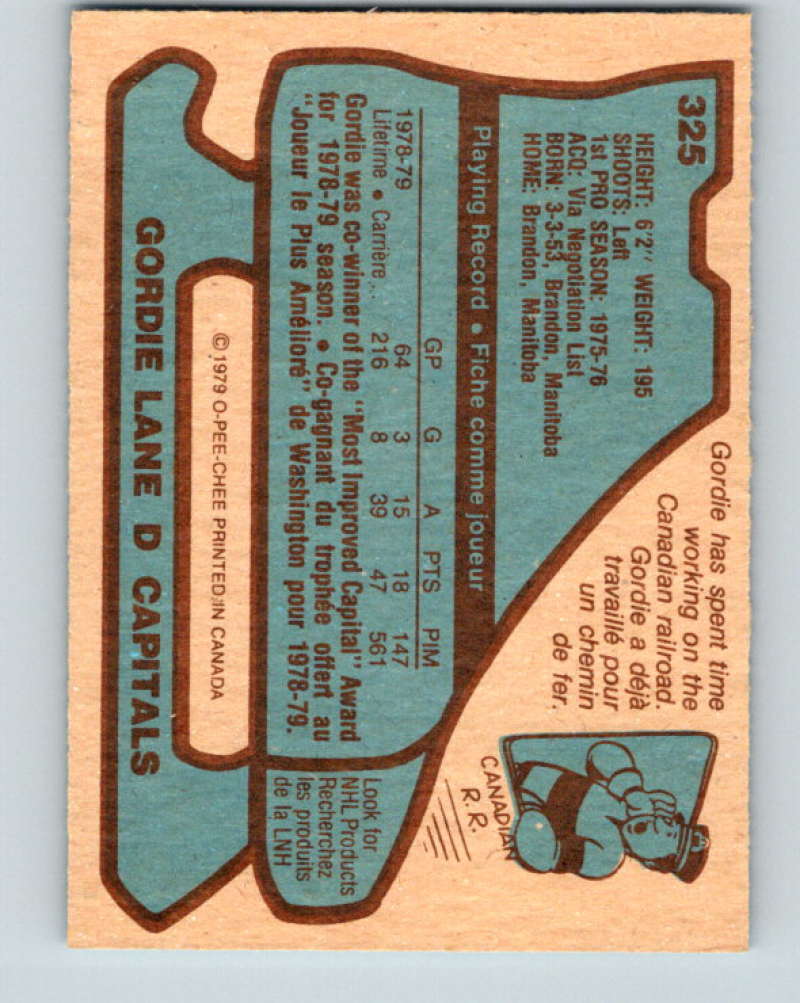 325
HEIGHT: 6'2" WEIGHT: 195
SHOOTS: Left
1st PRO SEASON: 1975-76
ACQ: Via Negotiation List
BORN: 3-3-53, Brandon, Manitoba
HOME: Brandon, Manitoba
Gordie has spent time
working on the
Canadian railroad.
Gordie a déjà
travaillé pour
un chemin
de fer.
CANADIAN
R.R.
Playing Record • Fiche comme joueur
GP G A PTS PIM
1978-79 64 3 15 18 147
Lifetime • Carrière.. 216 8 39 47 561
Gordie was co-winner of the "Most Improved Capital" Award
for 1978-79 season. • Co-gagnant du trophée offert au
"Joueur le Plus Amélioré" de Washington pour 1978-79.
Look for
NHL Products
Recherchez
les produits
de la LNH
© 1979 O-PEE-CHEE PRINTED IN CANADA
GORDIE LANE D CAPITALS